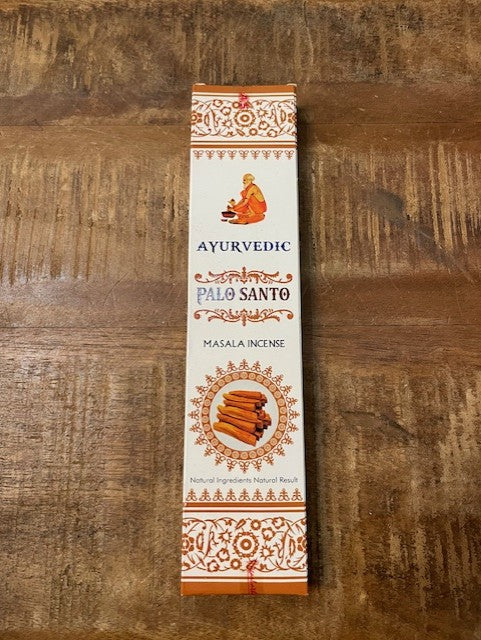 AYURVEDIC
PALO SANTO
MASALA INCENSE
Natural Ingredients Natural Result